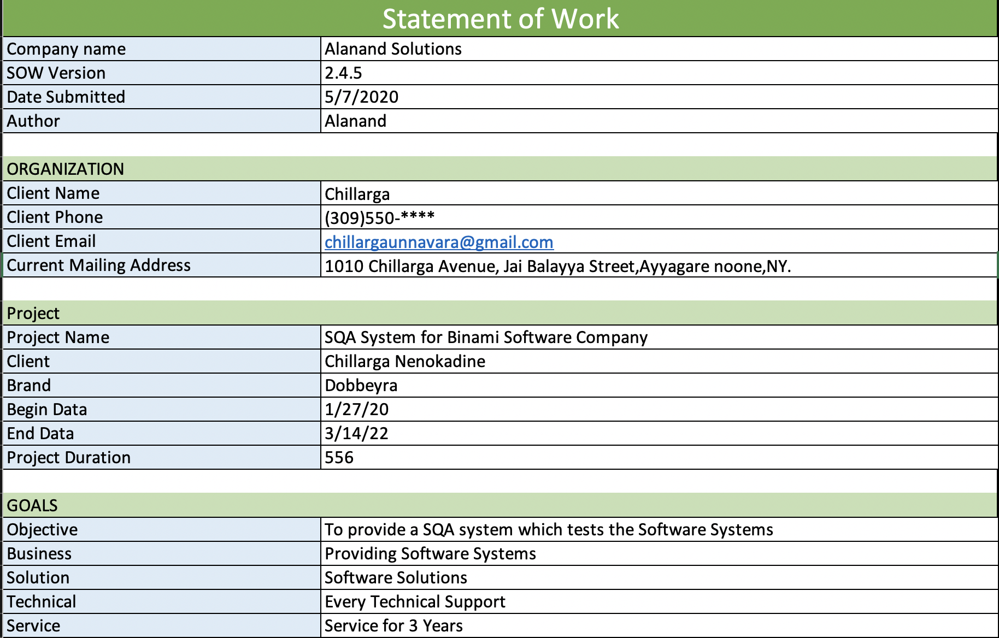 Statement of Work
Company name Alanand Solutions
SOW Version 2.4.5
Date Submitted 5/7/2020
Author Alanand
ORGANIZATION
Client Name Chillarga
Client Phone (309)550-****
Client Email chillargaunnavara@gmail.com
Current Mailing Address 1010 Chillarga Avenue, Jai Balayya Street,Ayyagare noone,NY.
Project
Project Name SQA System for Binami Software Company
Client Chillarga Nenokadine
Brand Dobbeyra
Begin Data 1/27/20
End Data 3/14/22
Project Duration 556
GOALS
Objective To provide a SQA system which tests the Software Systems
Business Providing Software Systems
Solution Software Solutions
Technical Every Technical Support
Service Service for 3 Years